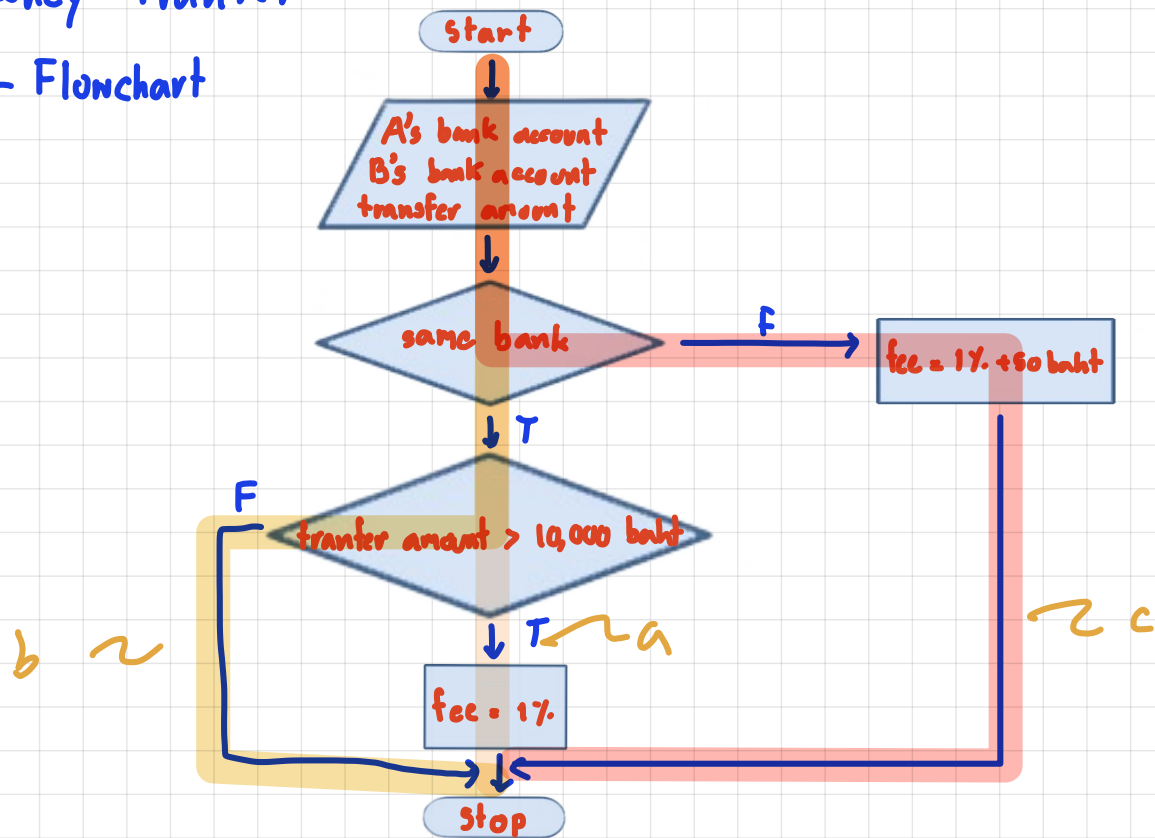 - Flowchart
start
A's bank account
B's bank account
transfer amount
same bank
F
fee = 1% + 50 baht
T
F
tranfer amount > 10,000 baht
T
a
b
c
fee = 1%
stop